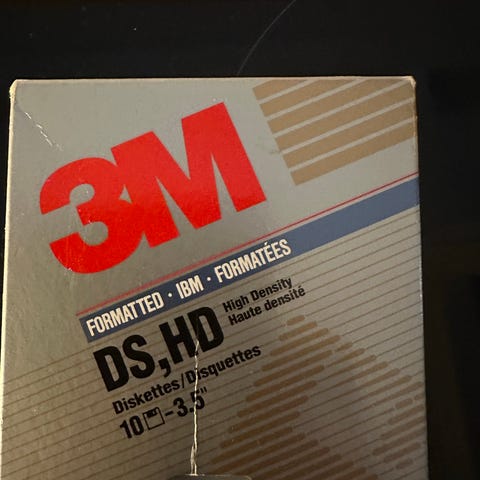 3M
FORMATTED · IBM · FORMATÉES
DS,HD
High Density
Haute densité
Diskettes/Disquettes
10 – 3.5"